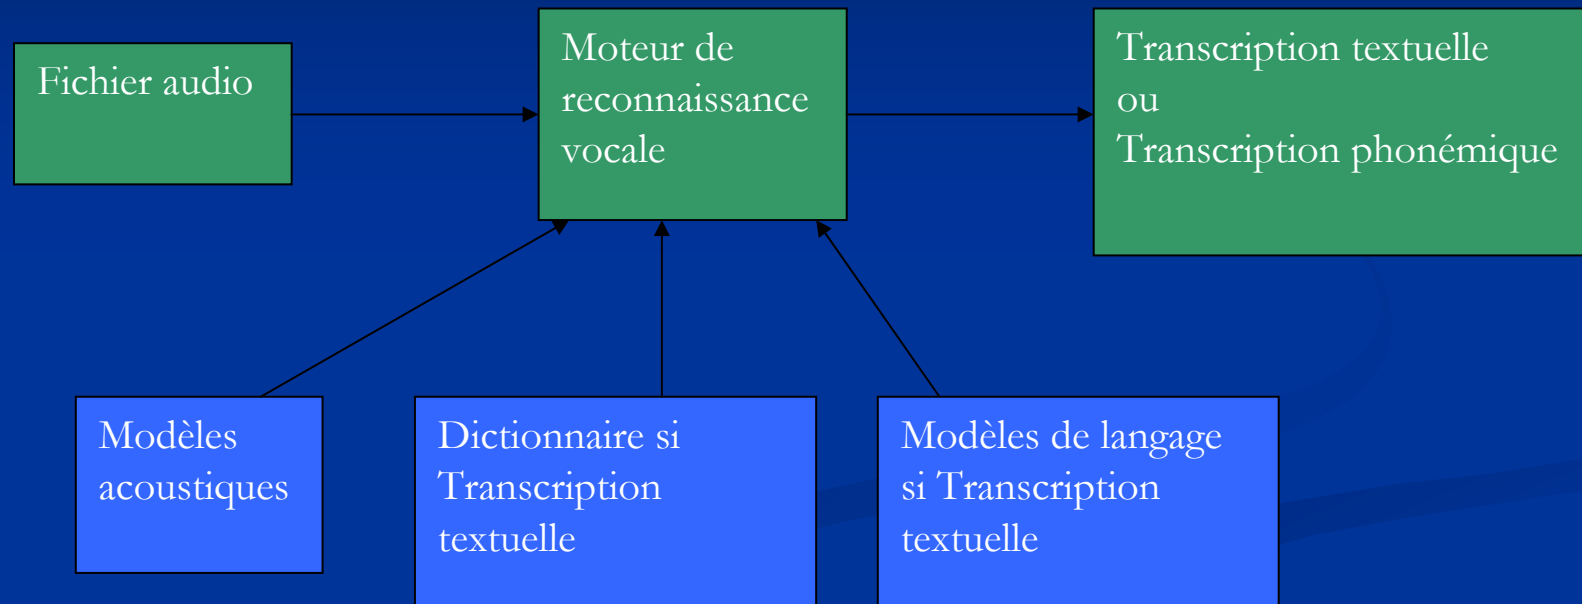 Fichier audio
Moteur de
reconnaissance
vocale
Transcription textuelle
ou
Transcription phonémique
Modèles
acoustiques
Dictionnaire si
Transcription
textuelle
Modèles de langage
si Transcription
textuelle